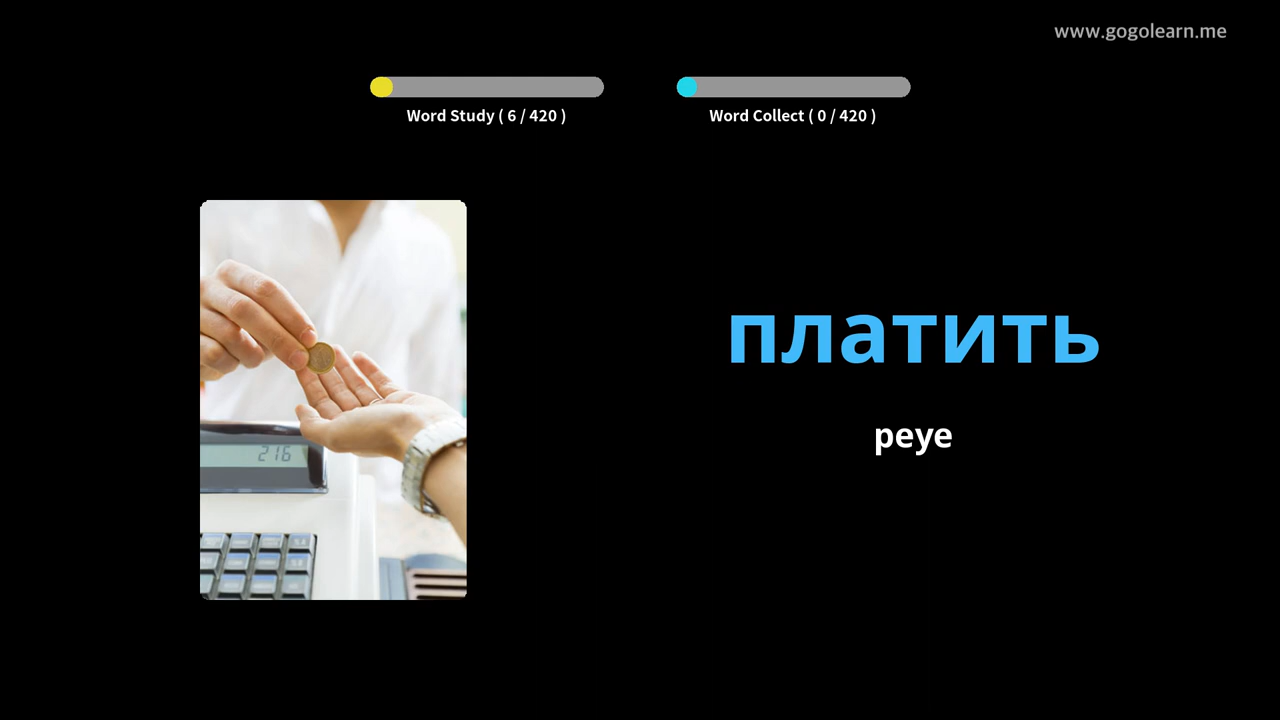 www.gogolearn.me
Word Study ( 6 / 420 )
Word Collect ( 0 / 420 )
платить
peye
216